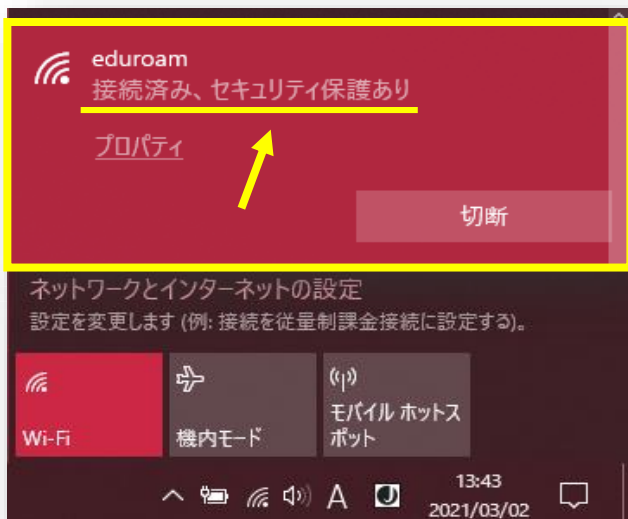 eduroam
接続済み、セキュリティ保護あり
プロパティ
切断
ネットワークとインターネットの設定
設定を変更します (例: 接続を従量制課金接続に設定する)。
Wi-Fi
機内モード
モバイル ホットス
ポット
A
13:43
2021/03/02